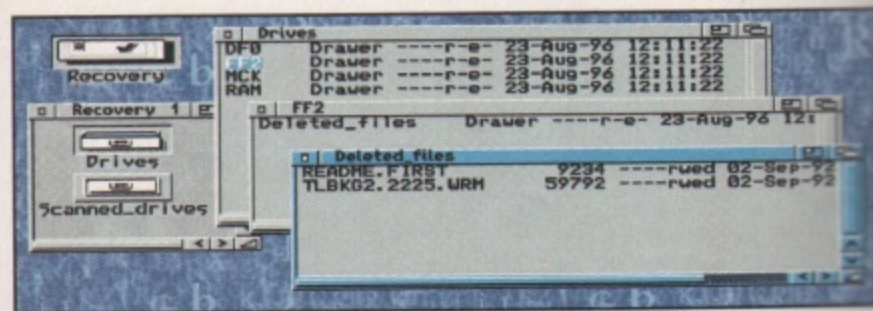 Recovery
Recovery 1
Drives
Scanned_drives
Drives
DF0 Drawer ----r-e- 23-Aug-96 12:11:22
FF2 Drawer ----r-e- 23-Aug-96 12:11:22
MCK Drawer ----r-e- 23-Aug-96 12:11:22
RAM Drawer ----r-e- 23-Aug-96 12:11:22
FF2
Deleted_files Drawer ----r-e- 23-Aug-96 12:
Deleted_files
README.FIRST 9234 ----rwed 02-Sep-92
TLBKG2.2225.WRM 59792 ----rwed 02-Sep-92